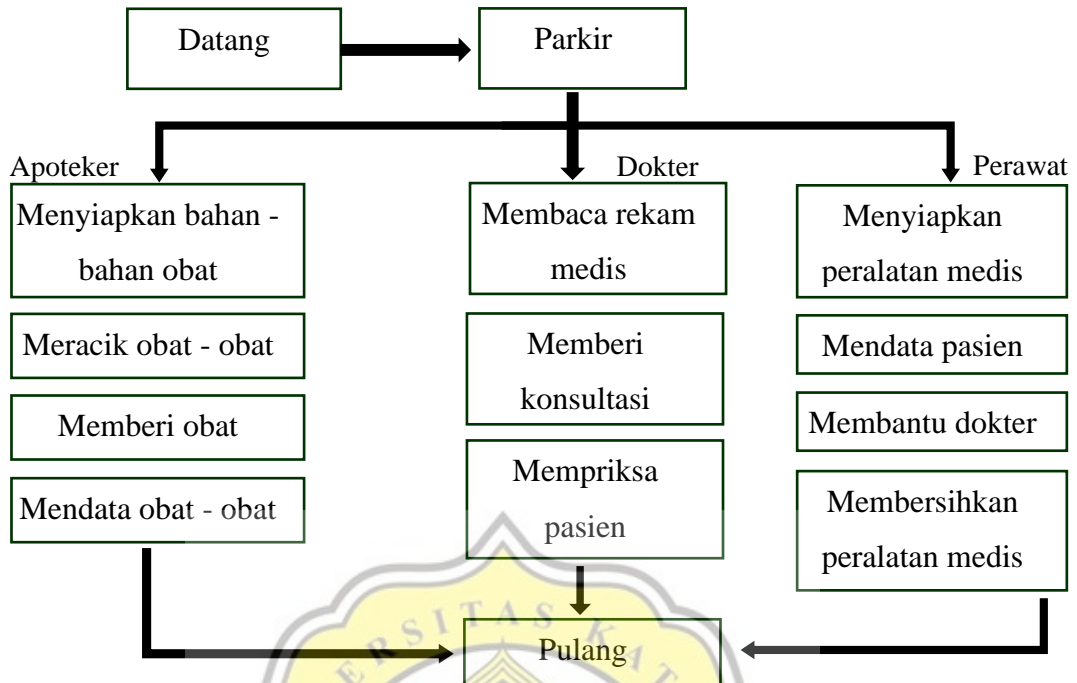 Datang
Parkir
Apoteker
Menyiapkan bahan -
bahan obat
Meracik obat - obat
Memberi obat
Mendata obat - obat
Dokter
Membaca rekam
medis
Memberi
konsultasi
Mempriksa
pasien
Perawat
Menyiapkan
peralatan medis
Mendata pasien
Membantu dokter
Membersihkan
peralatan medis
Pulang